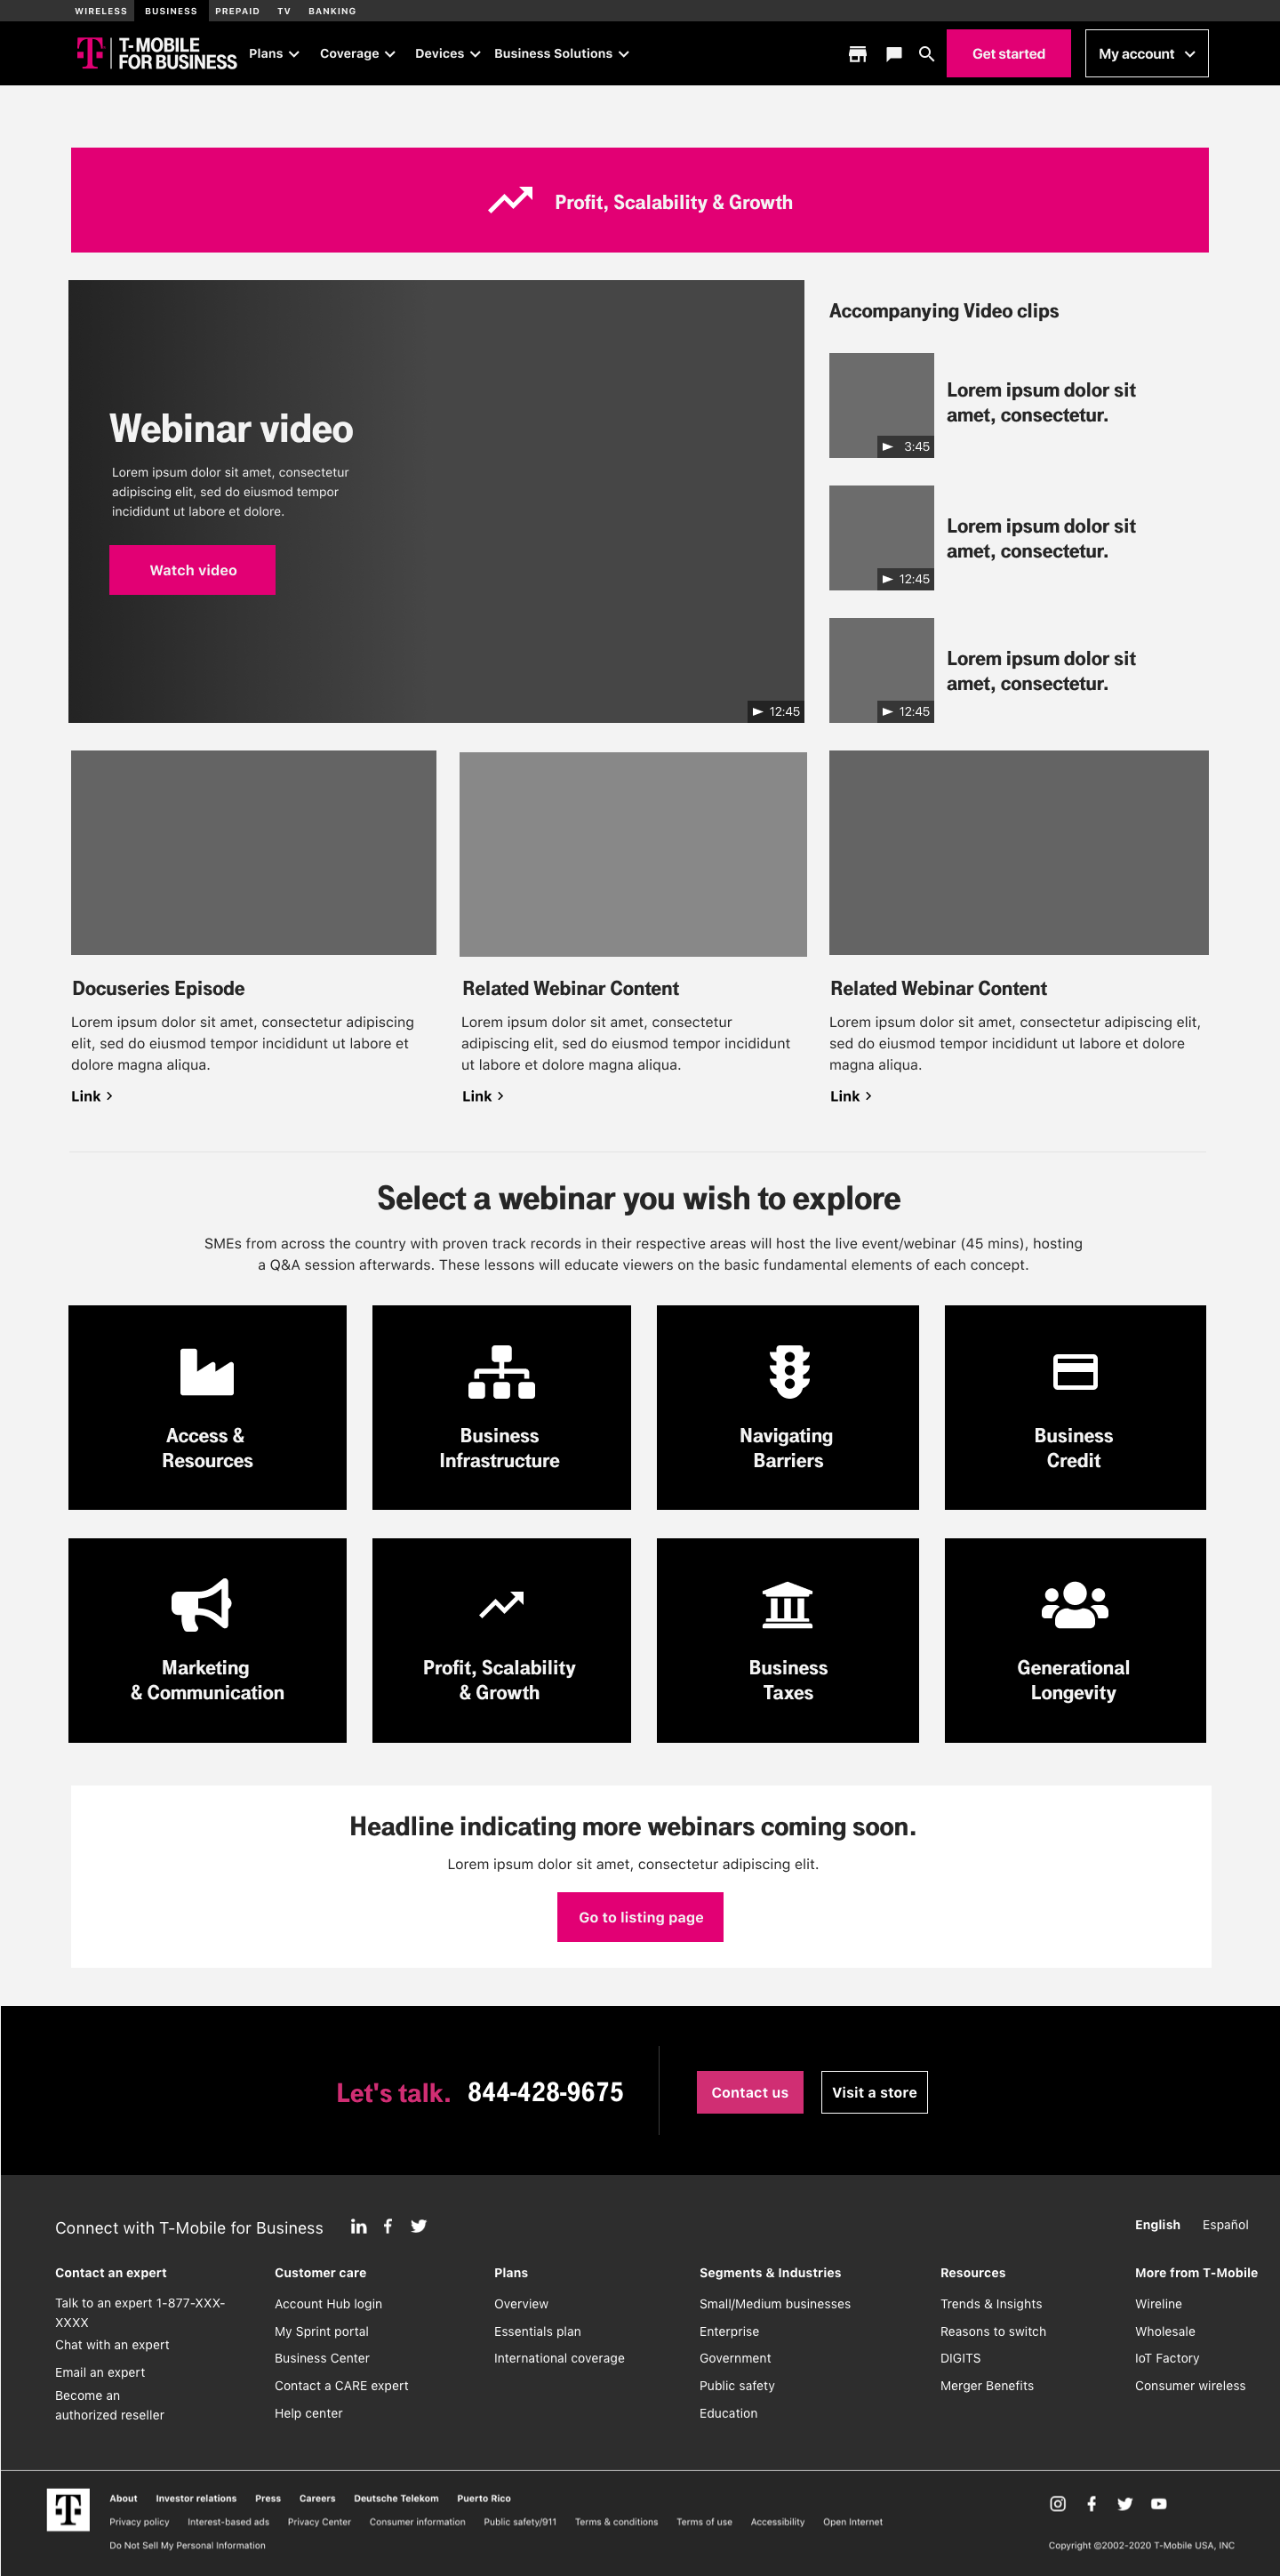 WIRELESS BUSINESS PREPAID TV BANKING
T-MOBILE
FOR BUSINESS
Plans Coverage Devices Business Solutions
Get started
My account
Profit, Scalability & Growth
Webinar video
Lorem ipsum dolor sit amet, consectetur
adipiscing elit, sed do eiusmod tempor
incididunt ut labore et dolore.
Watch video
12:45
Accompanying Video clips
Lorem ipsum dolor sit
amet, consectetur.
3:45
Lorem ipsum dolor sit
amet, consectetur.
12:45
Lorem ipsum dolor sit
amet, consectetur.
12:45
Docuseries Episode
Lorem ipsum dolor sit amet, consectetur adipiscing
elit, sed do eiusmod tempor incididunt ut labore et
dolore magna aliqua.
Link
Related Webinar Content
Lorem ipsum dolor sit amet, consectetur
adipiscing elit, sed do eiusmod tempor incididunt
ut labore et dolore magna aliqua.
Link
Related Webinar Content
Lorem ipsum dolor sit amet, consectetur adipiscing elit,
sed do eiusmod tempor incididunt ut labore et dolore
magna aliqua.
Link
Select a webinar you wish to explore
SMEs from across the country with proven track records in their respective areas will host the live event/webinar (45 mins), hosting
a Q&A session afterwards. These lessons will educate viewers on the basic fundamental elements of each concept.
Access &
Resources
Business
Infrastructure
Navigating
Barriers
Business
Credit
Marketing
& Communication
Profit, Scalability
& Growth
Business
Taxes
Generational
Longevity
Headline indicating more webinars coming soon.
Lorem ipsum dolor sit amet, consectetur adipiscing elit.
Go to listing page
Let's talk. 844-428-9675
Contact us
Visit a store
Connect with T-Mobile for Business
English Español
Contact an expert
Talk to an expert 1-877-XXX-
XXXX
Chat with an expert
Email an expert
Become an
authorized reseller
Customer care
Account Hub login
My Sprint portal
Business Center
Contact a CARE expert
Help center
Plans
Overview
Essentials plan
International coverage
Segments & Industries
Small/Medium businesses
Enterprise
Government
Public safety
Education
Resources
Trends & Insights
Reasons to switch
DIGITS
Merger Benefits
More from T-Mobile
Wireline
Wholesale
IoT Factory
Consumer wireless
About Investor relations Press Careers Deutsche Telekom Puerto Rico
Privacy policy Interest-based ads Privacy Center Consumer information Public safety/911 Terms & conditions Terms of use Accessibility Open Internet
Do Not Sell My Personal Information
Copyright ©2002-2020 T-Mobile USA, INC